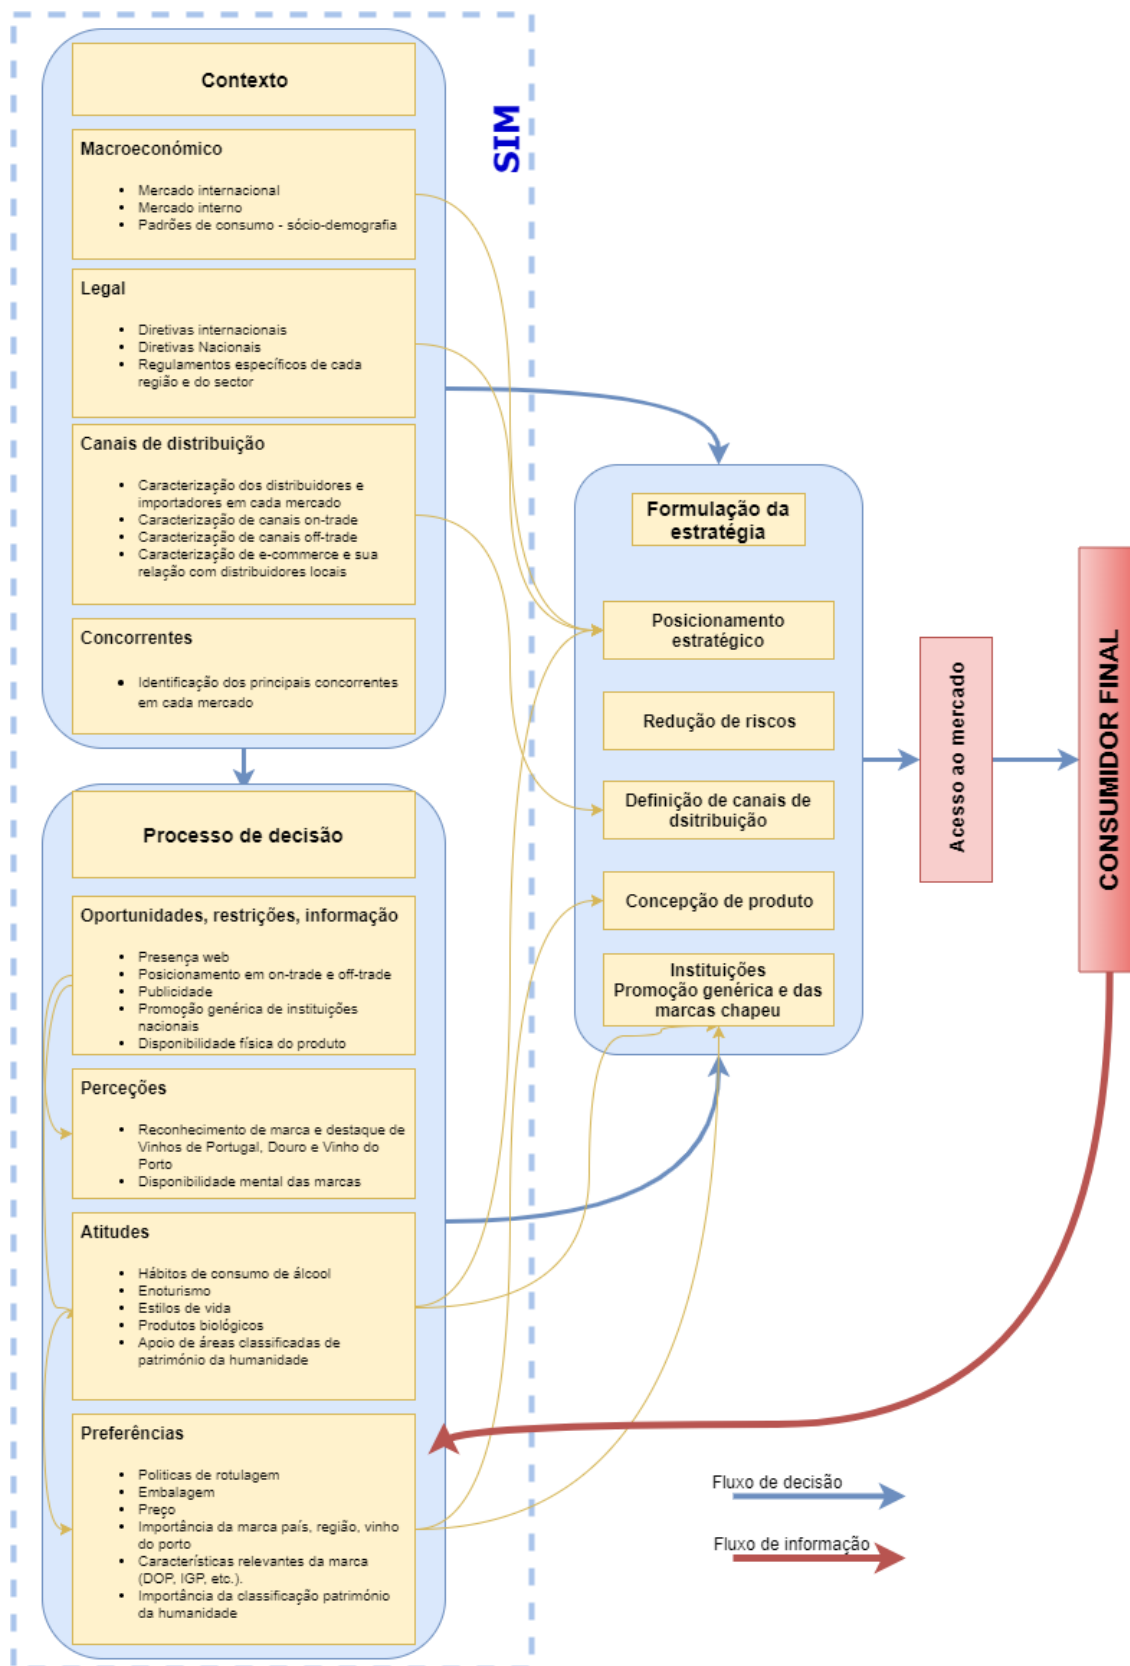 Contexto
SIM
Macroeconómico
• Mercado internacional
• Mercado interno
• Padrões de consumo - sócio-demografia
Legal
• Diretivas internacionais
• Diretivas Nacionais
• Regulamentos específicos de cada
região e do sector
Canais de distribuição
• Caracterização dos distribuidores e
importadores em cada mercado
• Caracterização de canais on-trade
• Caracterização de canais off-trade
• Caracterização de e-commerce e sua
relação com distribuidores locais
Concorrentes
• Identificação dos principais concorrentes
em cada mercado
Processo de decisão
Oportunidades, restrições, informação
• Presença web
• Posicionamento em on-trade e off-trade
• Publicidade
• Promoção genérica de instituições
nacionais
• Disponibilidade física do produto
Perceções
• Reconhecimento de marca e destaque de
Vinhos de Portugal, Douro e Vinho do
Porto
• Disponibilidade mental das marcas
Atitudes
• Hábitos de consumo de álcool
• Enoturismo
• Estilos de vida
• Produtos biológicos
• Apoio de áreas classificadas de
património da humanidade
Preferências
• Politicas de rotulagem
• Embalagem
• Preço
• Importância da marca país, região, vinho
do porto
• Características relevantes da marca
(DOP, IGP, etc.).
• Importância da classificação património
da humanidade
Formulação da
estratégia
Posicionamento
estratégico
Redução de riscos
Definição de canais de
dsitribuição
Concepção de produto
Instituições
Promoção genérica e das
marcas chapeu
Acesso ao mercado
CONSUMIDOR FINAL
Fluxo de decisão
Fluxo de informação